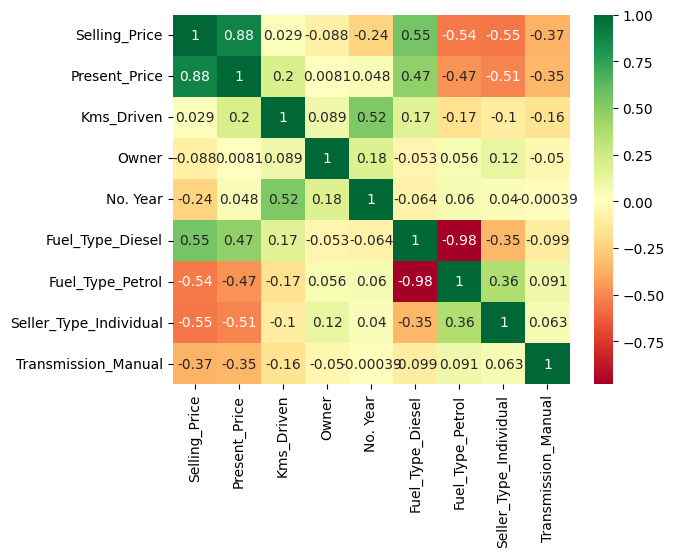 Selling_Price 1 0.88 0.029 -0.088 -0.24 0.55 -0.54 -0.55 -0.37
Present_Price 0.88 1 0.2 0.0081 0.048 0.47 -0.47 -0.51 -0.35
Kms_Driven 0.029 0.2 1 0.089 0.52 0.17 -0.17 -0.1 -0.16
Owner -0.088 0.0081 0.089 1 0.18 -0.053 0.056 0.12 -0.05
No. Year -0.24 0.048 0.52 0.18 1 -0.064 0.06 0.04 -0.00039
Fuel_Type_Diesel 0.55 0.47 0.17 -0.053 -0.064 1 -0.98 -0.35 -0.099
Fuel_Type_Petrol -0.54 -0.47 -0.17 0.056 0.06 -0.98 1 0.36 0.091
Seller_Type_Individual -0.55 -0.51 -0.1 0.12 0.04 -0.35 0.36 1 0.063
Transmission_Manual -0.37 -0.35 -0.16 -0.05 -0.00039 -0.099 0.091 0.063 1
Selling_Price
Present_Price
Kms_Driven
Owner
No. Year
Fuel_Type_Diesel
Fuel_Type_Petrol
Seller_Type_Individual
Transmission_Manual
1.00
0.75
0.50
0.25
0.00
−0.25
−0.50
−0.75